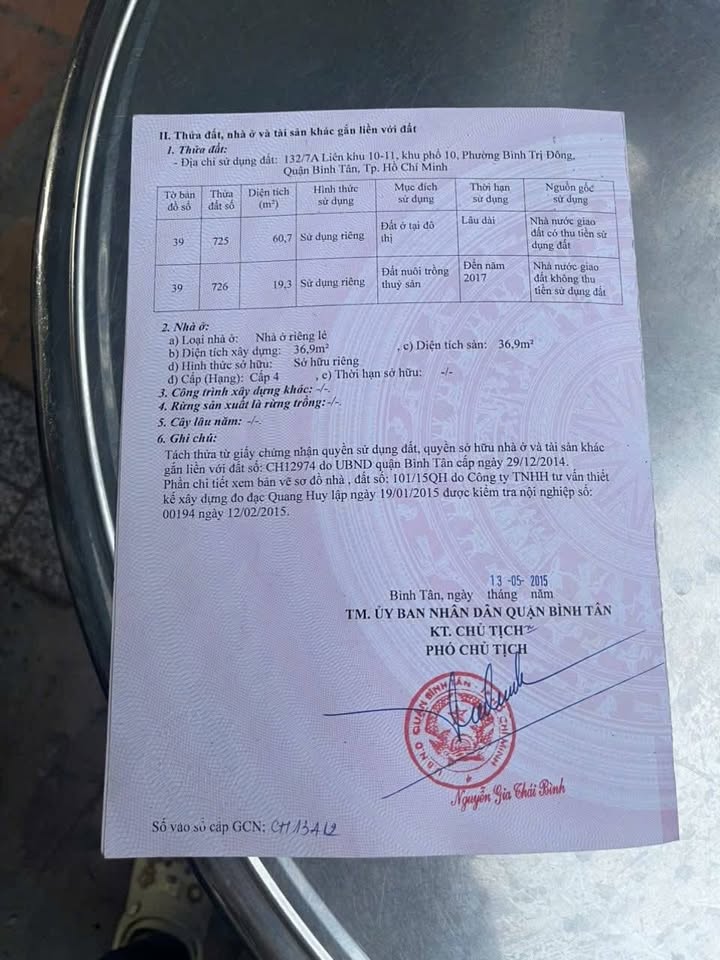 II. Thửa đất, nhà ở và tài sản khác gắn liền với đất
1. Thửa đất:
- Địa chỉ sử dụng đất: 132/7A Liên khu 10-11, khu phố 10, Phường Bình Trị Đông,
Quận Bình Tân, Tp. Hồ Chí Minh
Tờ bản đồ số Thửa đất số Diện tích (m²) Hình thức sử dụng Mục đích sử dụng Thời hạn sử dụng Nguồn gốc sử dụng
39 725 60,7 Sử dụng riêng Đất ở tại đô thị Lâu dài Nhà nước giao đất có thu tiền sử dụng đất
39 726 19,3 Sử dụng riêng Đất nuôi trồng thuỷ sản Đến năm 2017 Nhà nước giao đất không thu tiền sử dụng đất
2. Nhà ở:
a) Loại nhà ở: Nhà ở riêng lẻ
b) Diện tích xây dựng: 36,9m² , c) Diện tích sàn: 36,9m²
d) Hình thức sở hữu: Sở hữu riêng
đ) Cấp (Hạng): Cấp 4 , e) Thời hạn sở hữu: -/-
3. Công trình xây dựng khác: -/-.
4. Rừng sản xuất là rừng trồng: -/-.
5. Cây lâu năm: -/-.
6. Ghi chú:
Tách thửa từ giấy chứng nhận quyền sử dụng đất, quyền sở hữu nhà ở và tài sản khác
gắn liền với đất số: CH12974 do UBND quận Bình Tân cấp ngày 29/12/2014.
Phần chi tiết xem bản vẽ sơ đồ nhà , đất số: 101/15QH do Công ty TNHH tư vấn thiết
kế xây dựng đo đạc Quang Huy lập ngày 19/01/2015 được kiểm tra nội nghiệp số:
00194 ngày 12/02/2015.
13 -05- 2015
Bình Tân, ngày tháng năm
TM. ỦY BAN NHÂN DÂN QUẬN BÌNH TÂN
KT. CHỦ TỊCH
PHÓ CHỦ TỊCH
U.B.N.D QUẬN BÌNH TÂN
CHÍ MINH
Nguyễn Gia Thái Bình
Số vào sổ cấp GCN: